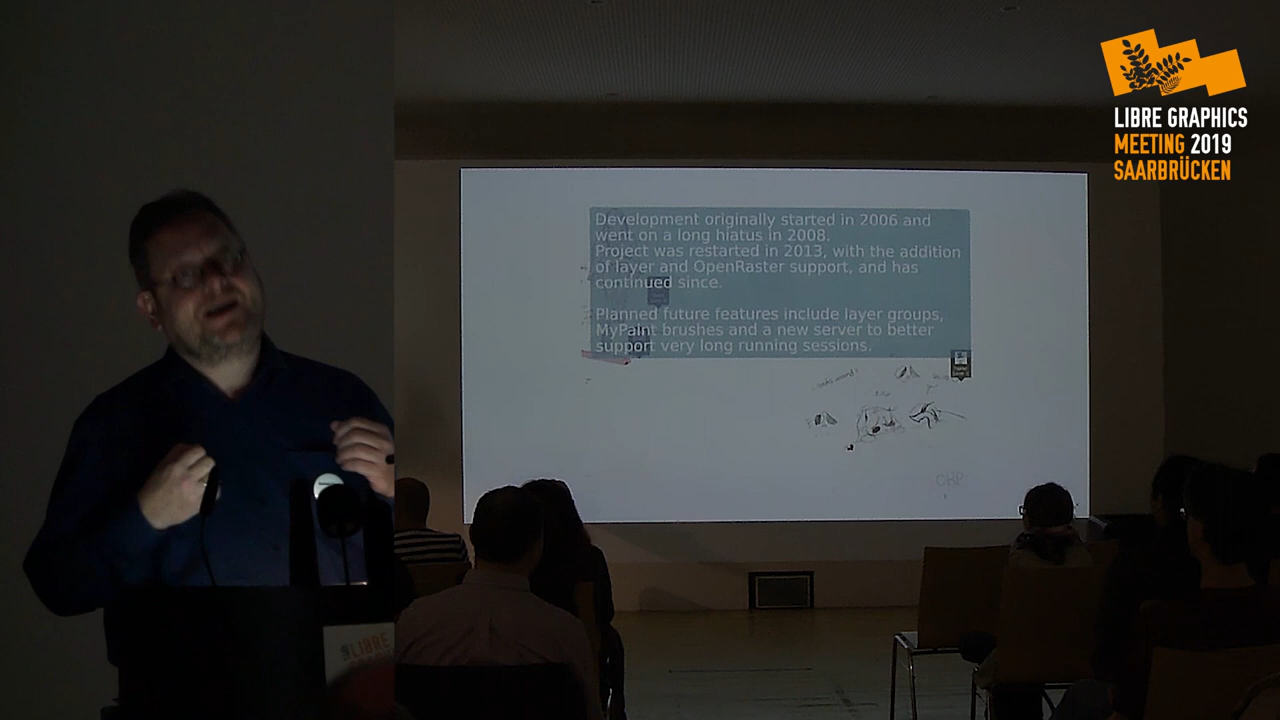 LIBRE GRAPHICS
MEETING 2019
SAARBRÜCKEN
Development originally started in 2006 and
went on a long hiatus in 2008.
Project was restarted in 2013, with the addition
of layer and OpenRaster support, and has
continued since.
Planned future features include layer groups,
MyPaint brushes and a new server to better
support very long running sessions.
LIBRE